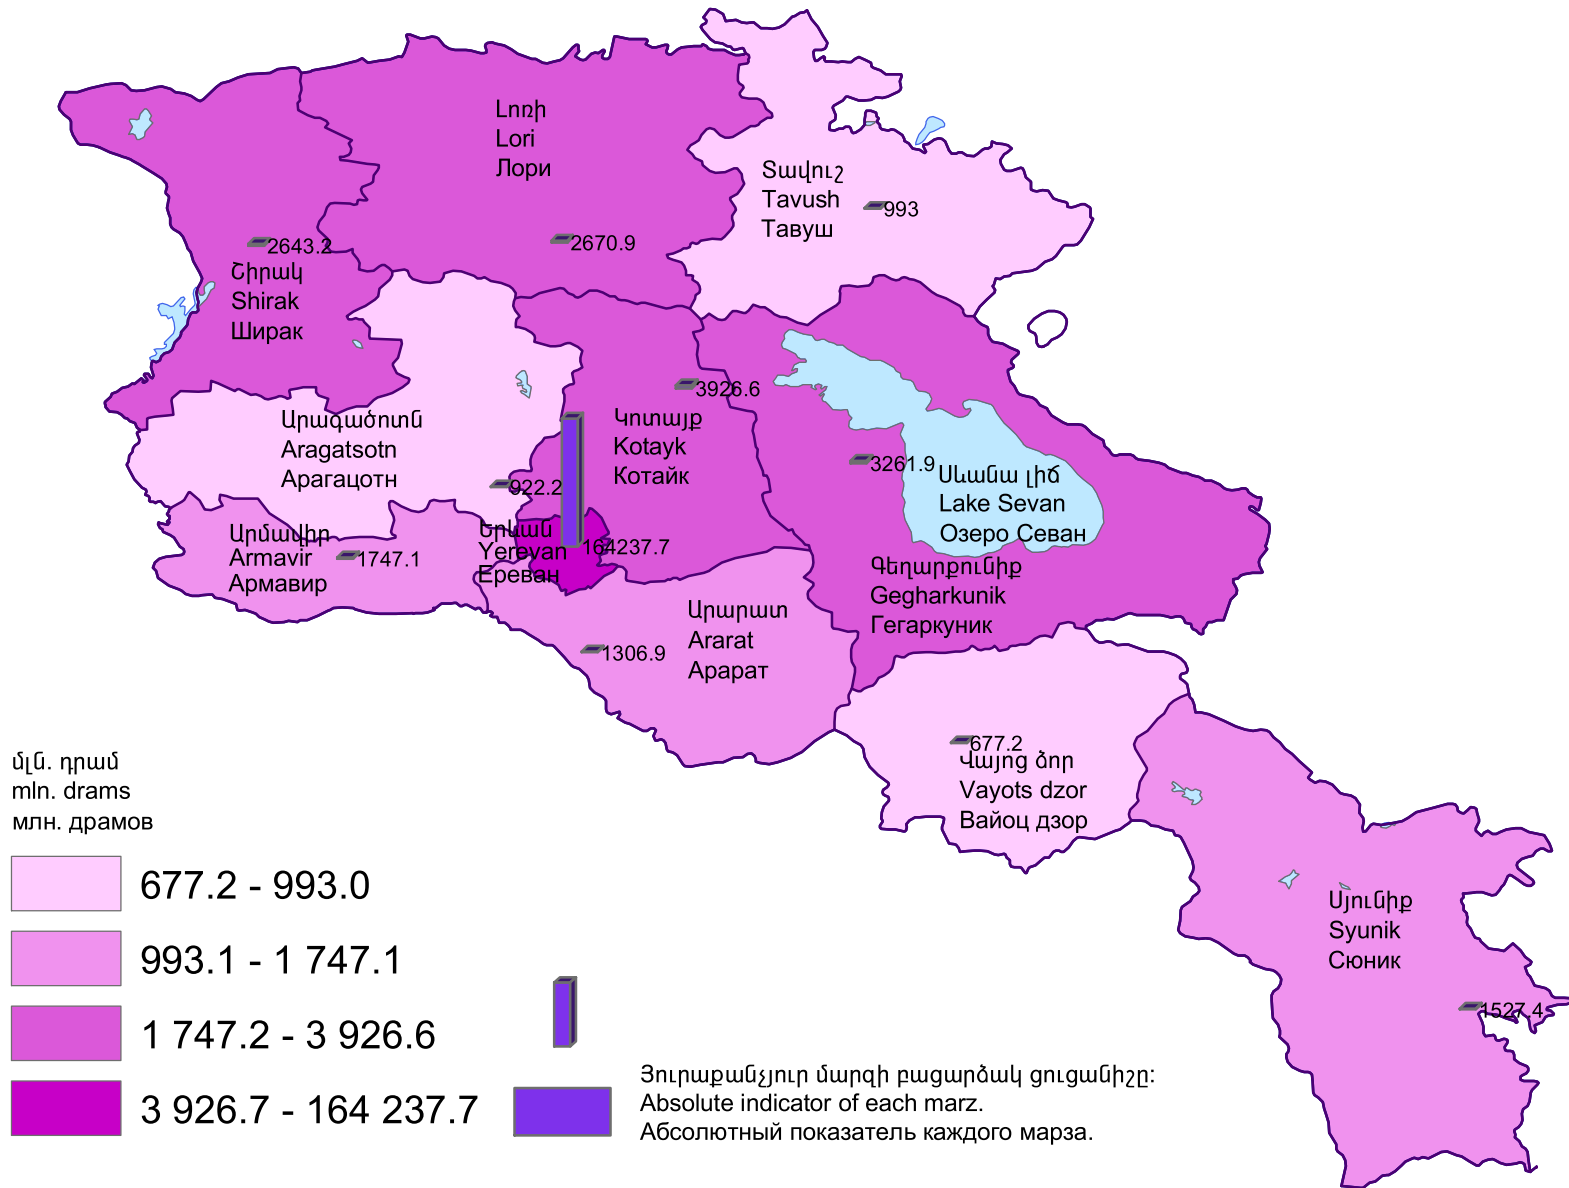 Լոռի
Lori
Лори
2670.9
Տավուշ
Tavush
Тавуш
993
2643.2
Շիրակ
Shirak
Ширак
3926.6
Կոտայք
Kotayk
Котайк
Արագածոտն
Aragatsotn
Арагацотн
922.2
3261.9
Սևանա լիճ
Lake Sevan
Озеро Севан
Գեղարքունիք
Gegharkunik
Гегаркуник
Արմավիր
Armavir
Армавир
1747.1
Երևան
Yerevan
Ереван
164237.7
Արարատ
Ararat
Арарат
1306.9
677.2
Վայոց ձոր
Vayots dzor
Вайоц дзор
Սյունիք
Syunik
Сюник
1527.4
մլն. դրամ
mln. drams
млн. драмов
677.2 - 993.0
993.1 - 1 747.1
1 747.2 - 3 926.6
3 926.7 - 164 237.7
Յուրաքանչյուր մարզի բացարձակ ցուցանիշը:
Absolute indicator of each marz.
Абсолютный показатель каждого марза.